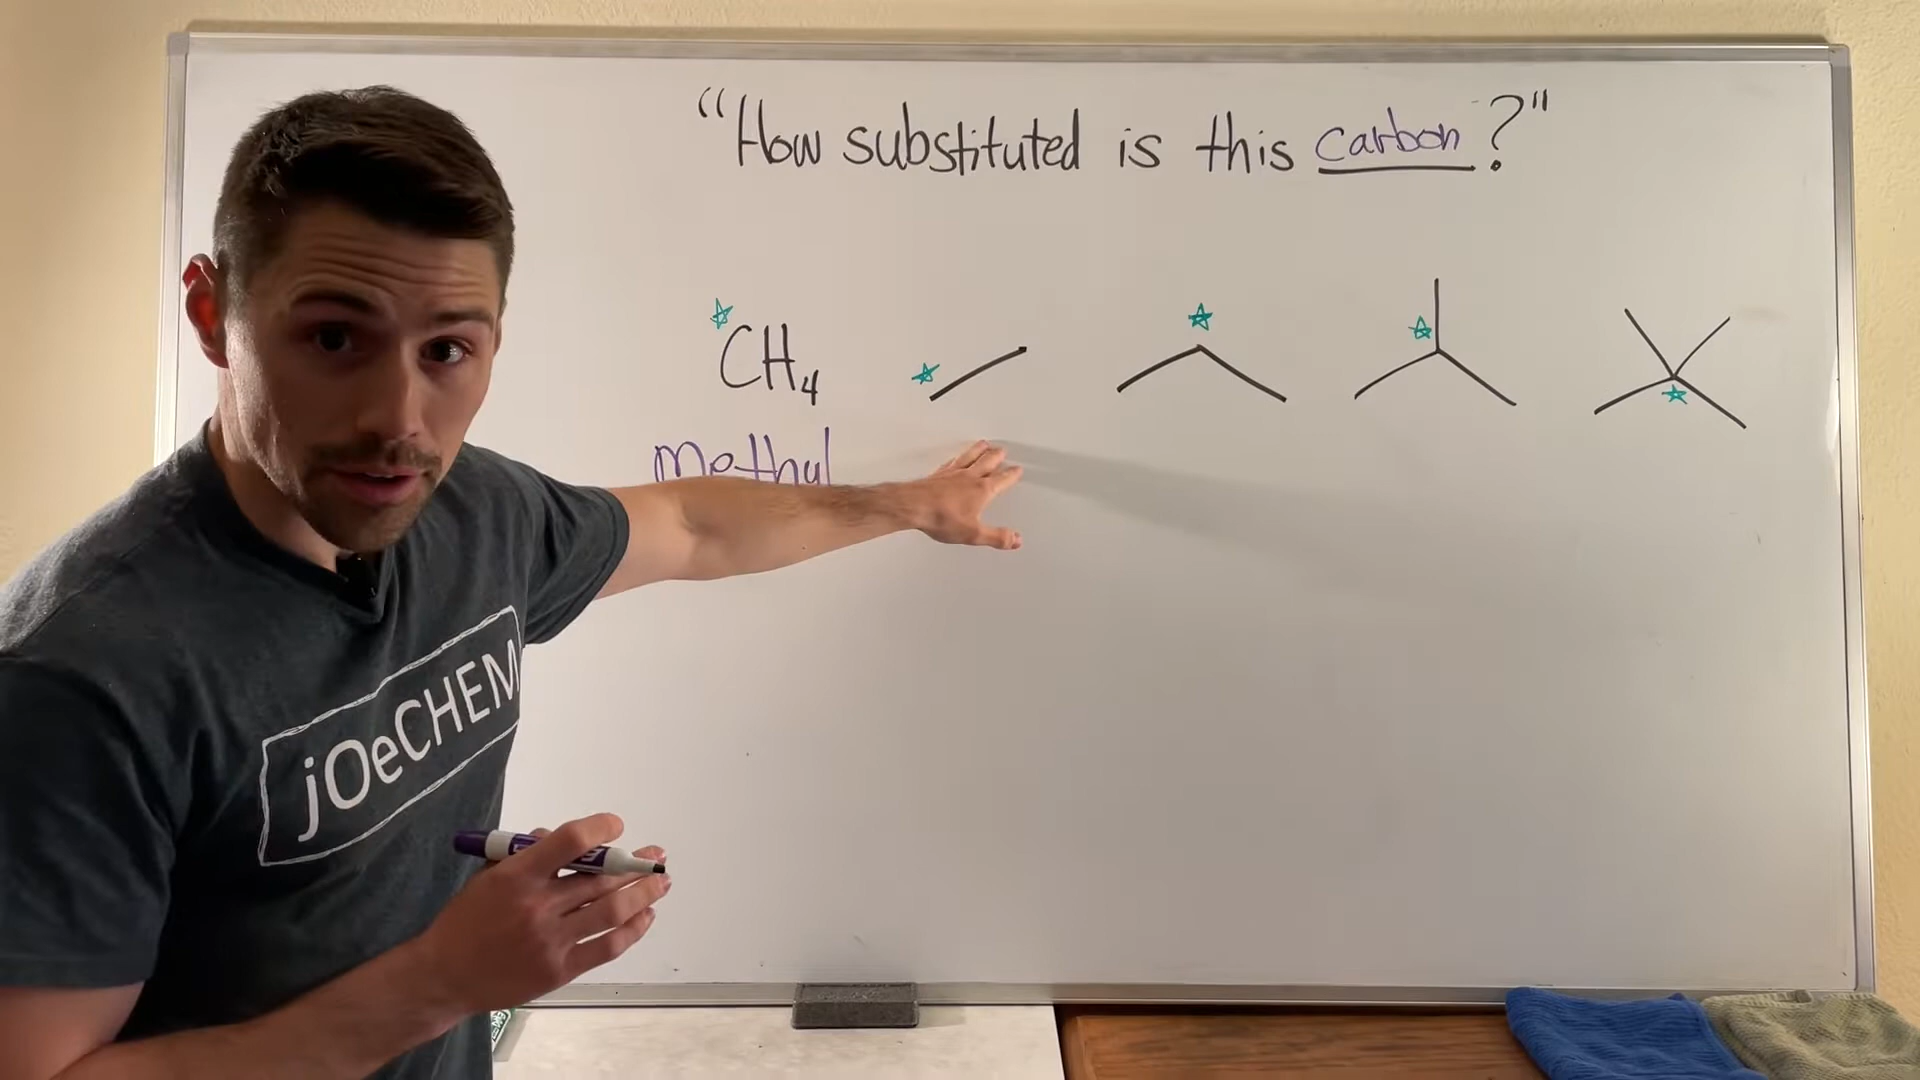 “How substituted is this carbon?”
CH₄
Methyl
jOeCHEM